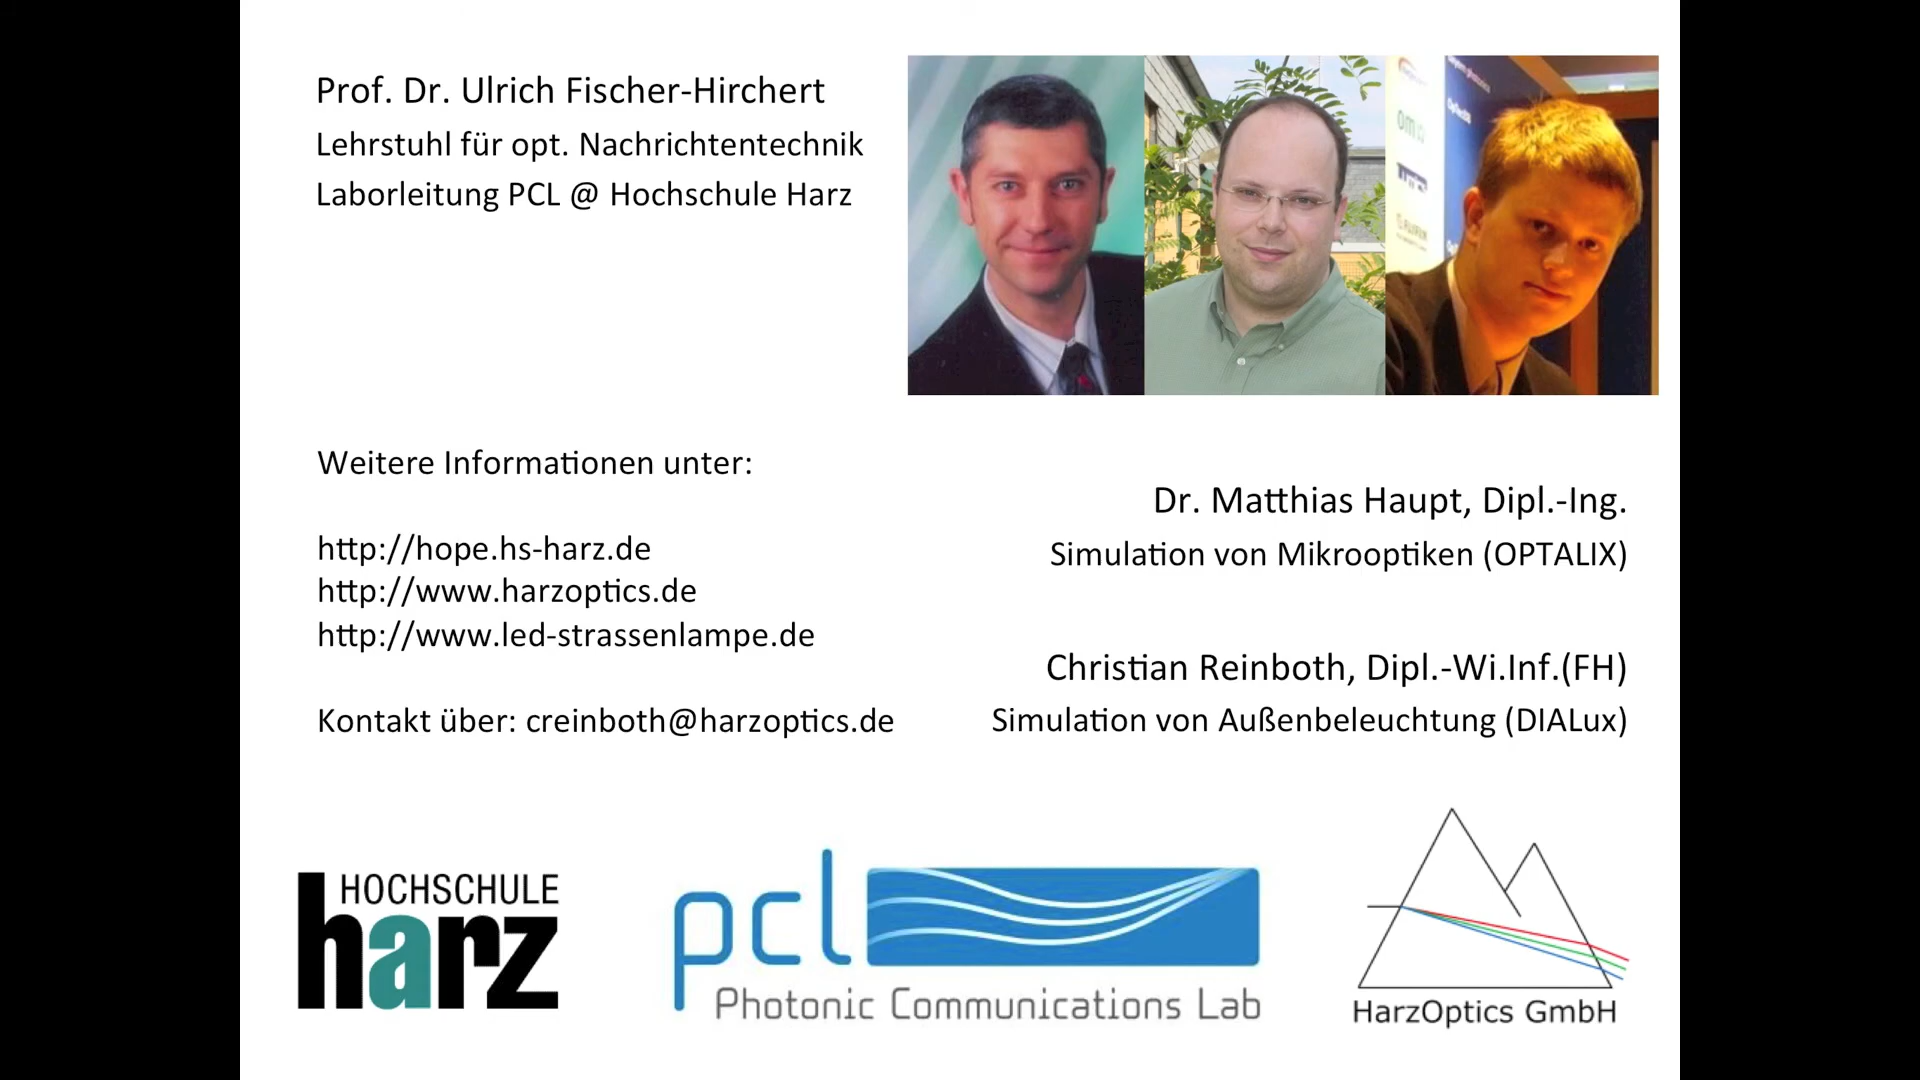 Prof. Dr. Ulrich Fischer-Hirchert
Lehrstuhl für opt. Nachrichtentechnik
Laborleitung PCL @ Hochschule Harz
Weitere Informationen unter:
http://hope.hs-harz.de
http://www.harzoptics.de
http://www.led-strassenlampe.de
Kontakt über: creinboth@harzoptics.de
Dr. Matthias Haupt, Dipl.-Ing.
Simulation von Mikrooptiken (OPTALIX)
Christian Reinboth, Dipl.-Wi.Inf.(FH)
Simulation von Außenbeleuchtung (DIALux)
HOCHSCHULE
harz
pcl
Photonic Communications Lab
HarzOptics GmbH